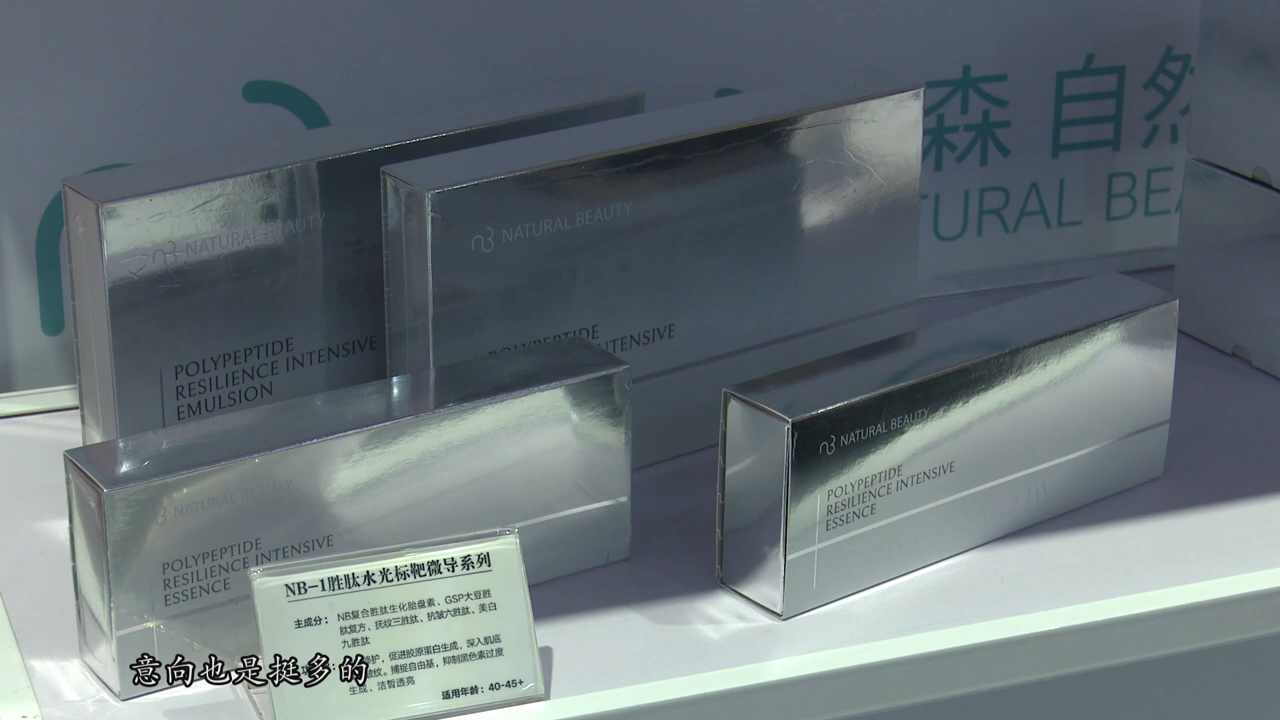 森 自然
TURAL BEA
NATURAL BEAUTY
POLYPEPTIDE
RESILIENCE INTENSIVE
EMULSION
NATURAL BEAUTY
POLYPEPTIDE
INTENSIVE
NATURAL BEAUTY
POLYPEPTIDE
RESILIENCE INTENSIVE
ESSENCE
NATURAL BEAUTY
POLYPEPTIDE
RESILIENCE INTENSIVE
ESSENCE
NB-1胜肽水光标靶微导系列
主成分： NB复合胜肽生化胎盘素、GSP大豆胜
肽复方、抚纹三胜肽、抗皱六胜肽、美白
九胜肽
护，促进胶原蛋白生成，深入肌底
纹。捕捉自由基，抑制黑色素过度
生成、洁皙透亮
适用年龄：40-45+
意向也是挺多的